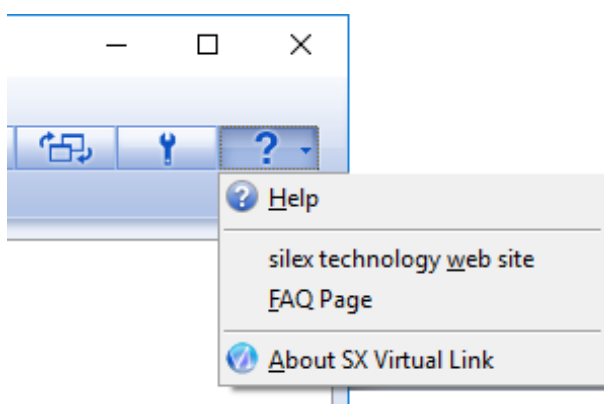 ?
Help
silex technology web site
FAQ Page
About SX Virtual Link